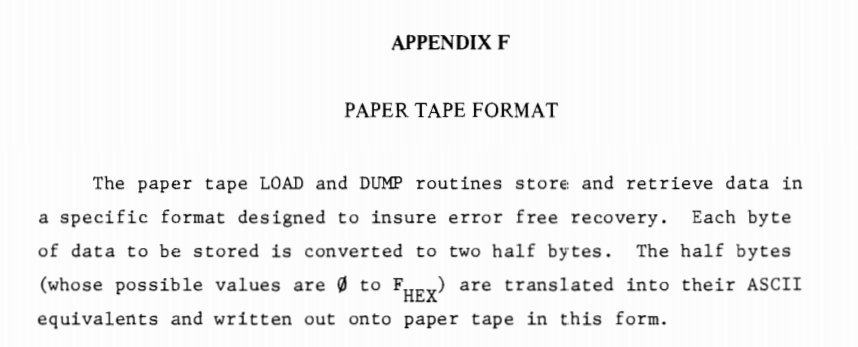 APPENDIX F
PAPER TAPE FORMAT
The paper tape LOAD and DUMP routines store and retrieve data in
a specific format designed to insure error free recovery. Each byte
of data to be stored is converted to two half bytes. The half bytes
(whose possible values are Ø to F HEX) are translated into their ASCII
equivalents and written out onto paper tape in this form.